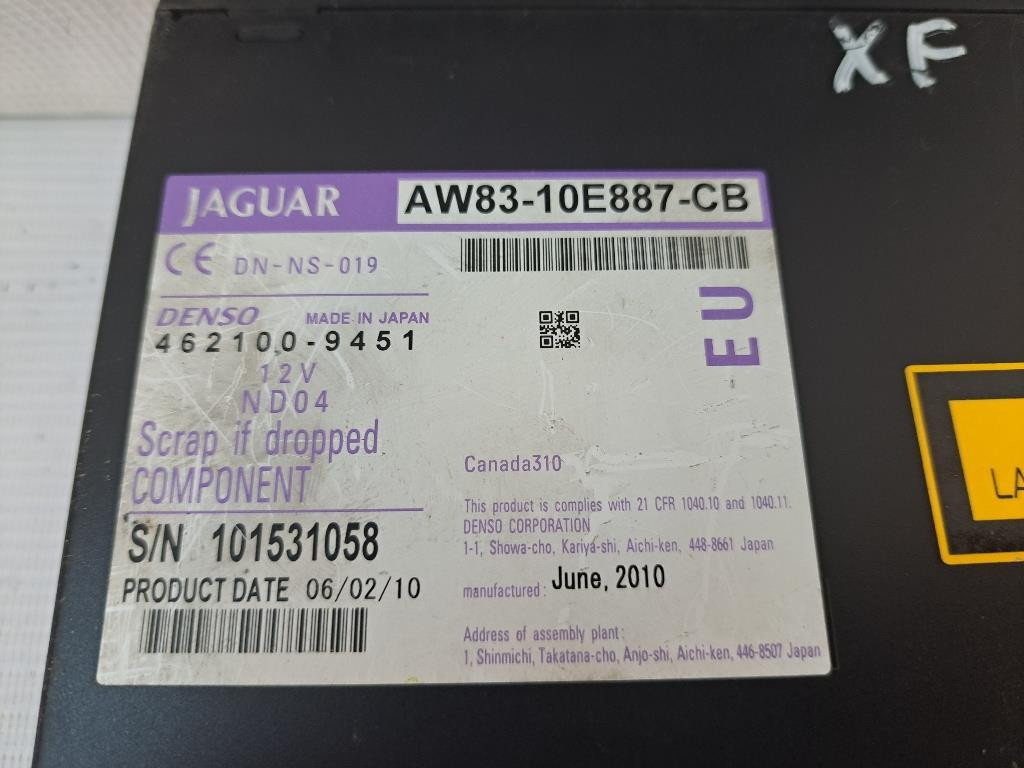 XF
JAGUAR AW83-10E887-CB
CE DN-NS-019
DENSO MADE IN JAPAN
462100-9451
12V
ND04
Scrap if dropped
COMPONENT
S/N 101531058
PRODUCT DATE 06/02/10
EU
Canada310
This product is complies with 21 CFR 1040.10 and 1040.11.
DENSO CORPORATION
1-1, Showa-cho, Kariya-shi, Aichi-ken, 448-8661 Japan
manufactured: June, 2010
Address of assembly plant:
1, Shinmichi, Takatana-cho, Anjo-shi, Aichi-ken, 446-8507 Japan